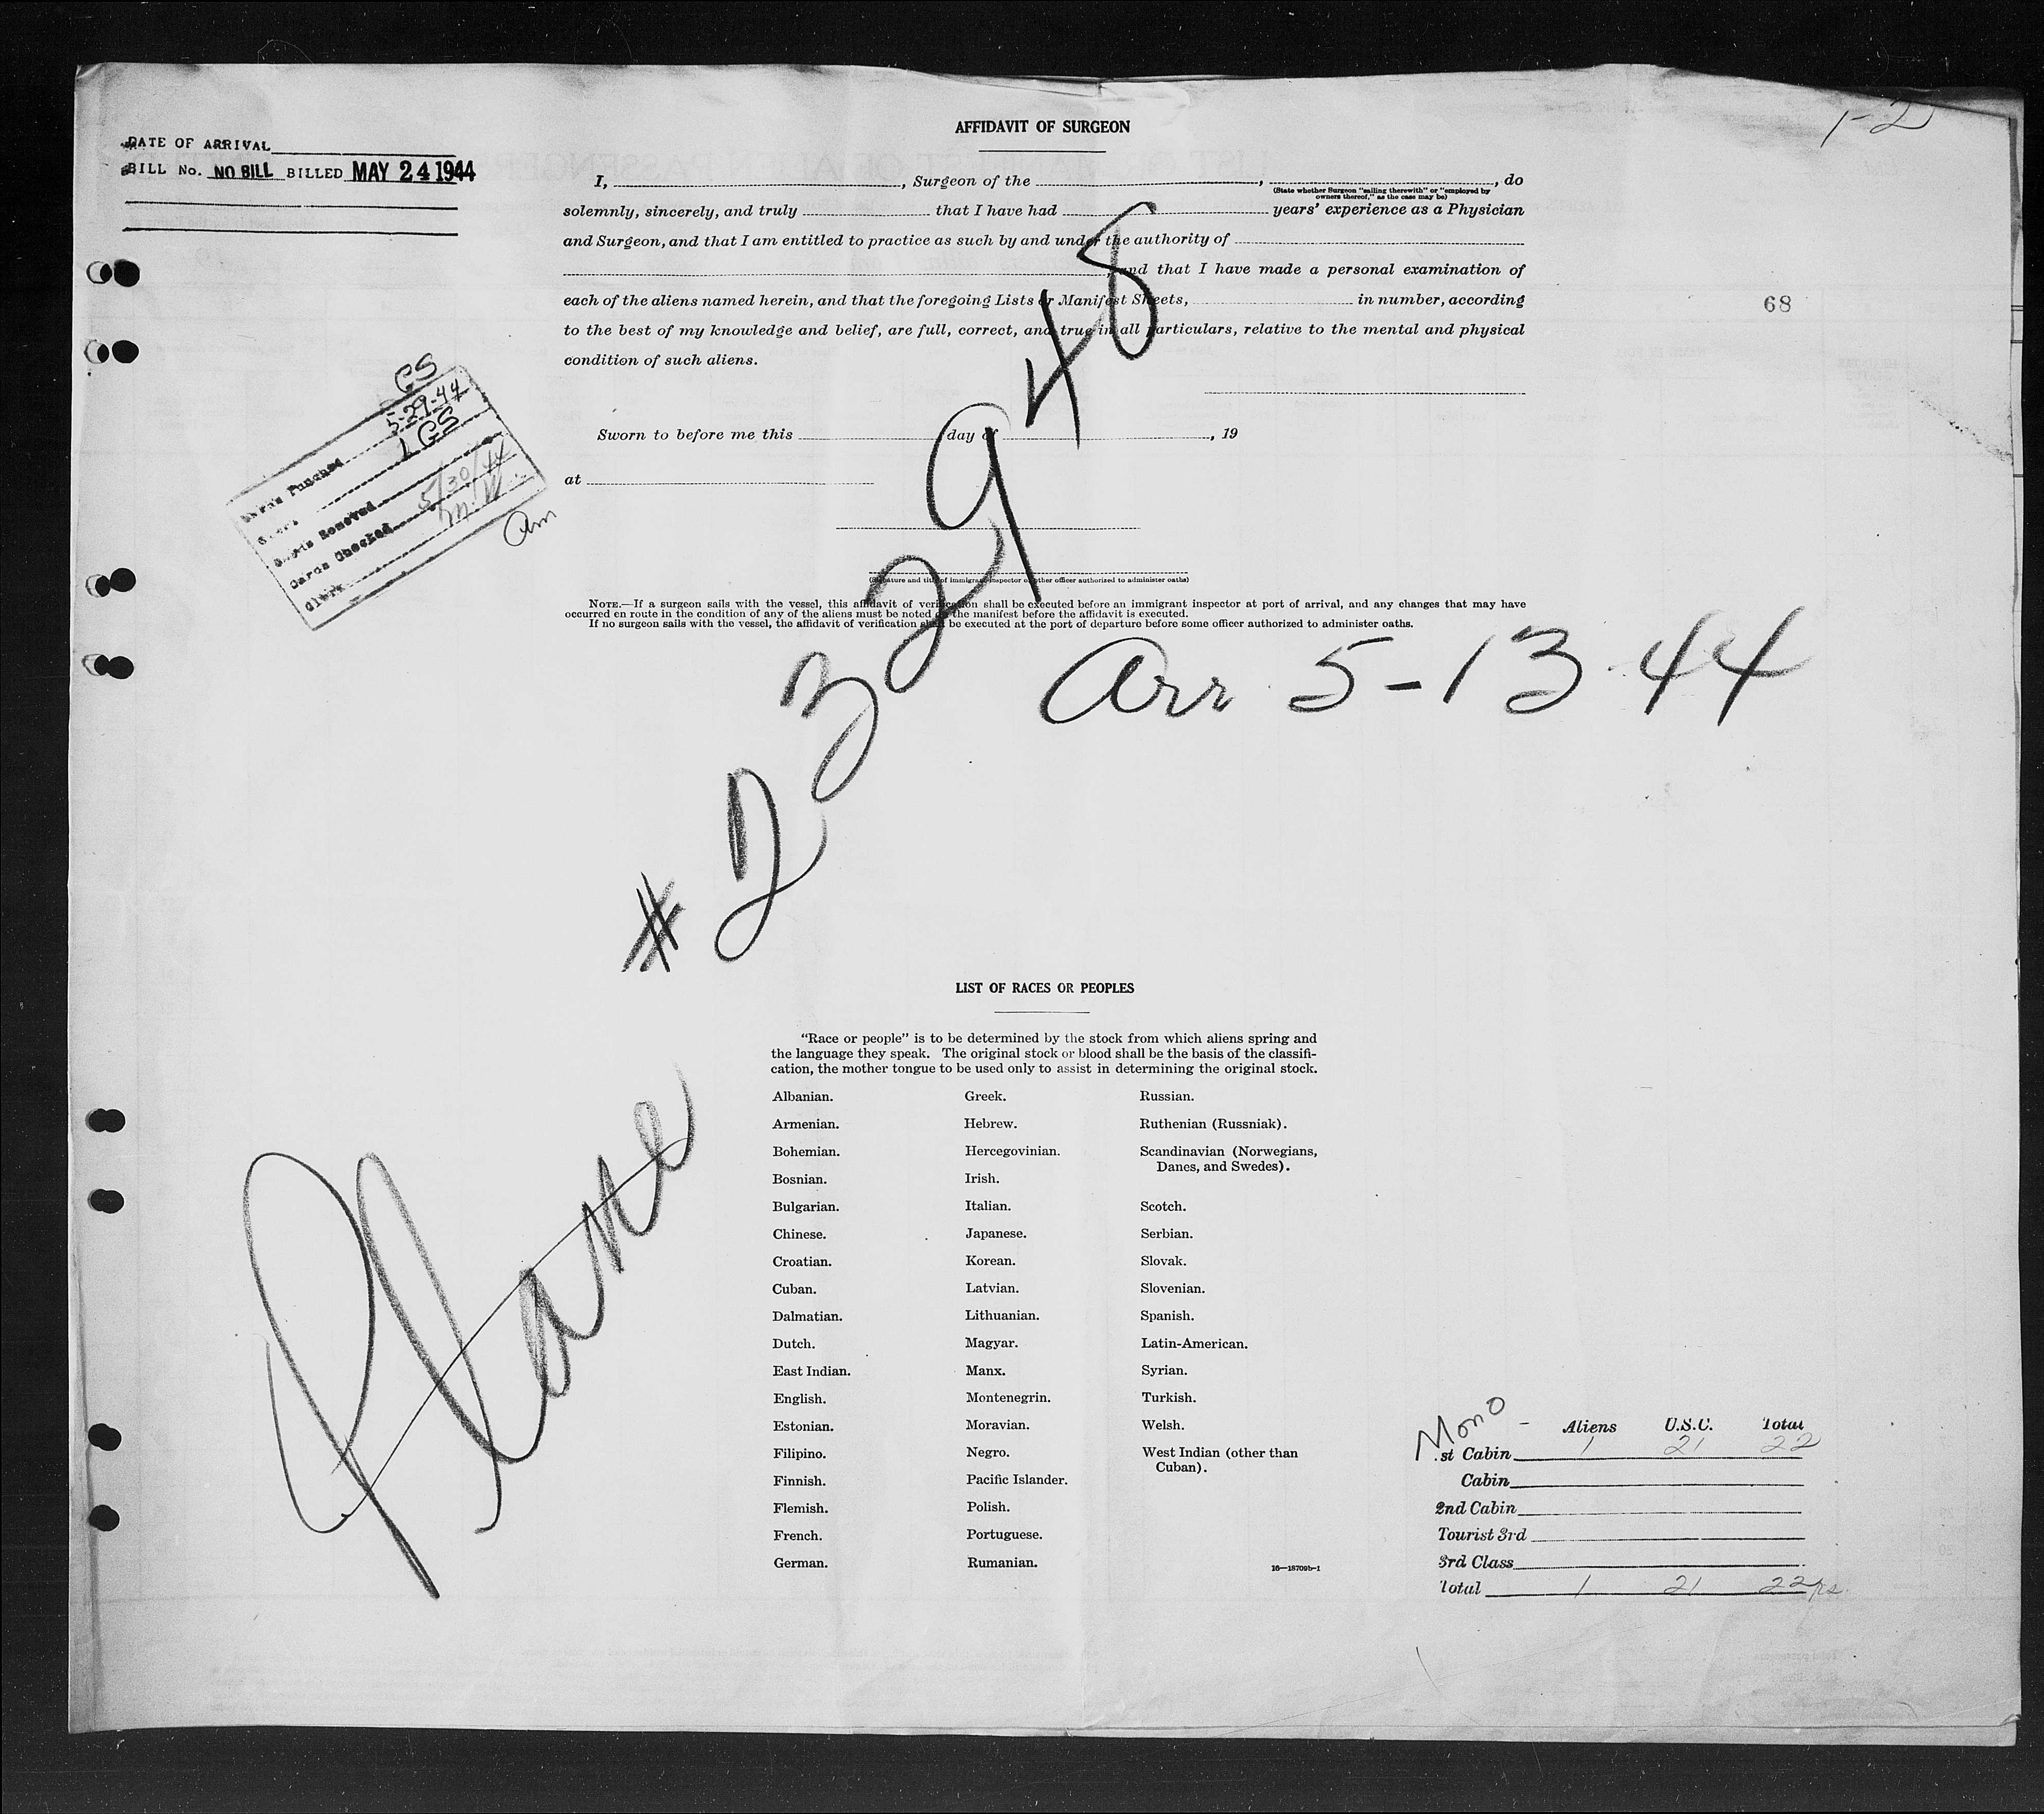 1-2
DATE OF ARRIVAL
BILL No. NO BILL BILLED MAY 24 1944
AFFIDAVIT OF SURGEON
I, , Surgeon of the , , do
(State whether Surgeon "sailing therewith" or "employed by
owners thereof," as the case may be)
solemnly, sincerely, and truly that I have had years' experience as a Physician
and Surgeon, and that I am entitled to practice as such by and under the authority of
, and that I have made a personal examination of
each of the aliens named herein, and that the foregoing Lists or Manifest Sheets, in number, according
to the best of my knowledge and belief, are full, correct, and true in all particulars, relative to the mental and physical
condition of such aliens.
68
Sworn to before me this day of , 19
at
(Signature and title of immigrant inspector or other officer authorized to administer oaths)
NOTE.—If a surgeon sails with the vessel, this affidavit of verification shall be executed before an immigrant inspector at port of arrival, and any changes that may have
occurred en route in the condition of any of the aliens must be noted on the manifest before the affidavit is executed.
If no surgeon sails with the vessel, the affidavit of verification shall be executed at the port of departure before some officer authorized to administer oaths.
GS
Punched 5-29-44
GS
Removed 5/30/44
Cards Checked M.W.
Clerk am
#232948
Arr 5-13-44
Plane
LIST OF RACES OR PEOPLES
"Race or people" is to be determined by the stock from which aliens spring and
the language they speak. The original stock or blood shall be the basis of the classifi-
cation, the mother tongue to be used only to assist in determining the original stock.
Albanian. Greek. Russian.
Armenian. Hebrew. Ruthenian (Russniak).
Bohemian. Hercegovinian. Scandinavian (Norwegians,
Danes, and Swedes).
Bosnian. Irish.
Bulgarian. Italian. Scotch.
Chinese. Japanese. Serbian.
Croatian. Korean. Slovak.
Cuban. Latvian. Slovenian.
Dalmatian. Lithuanian. Spanish.
Dutch. Magyar. Latin-American.
East Indian. Manx. Syrian.
English. Montenegrin. Turkish.
Estonian. Moravian. Welsh.
Filipino. Negro. West Indian (other than
Cuban).
Finnish. Pacific Islander.
Flemish. Polish.
French. Portuguese.
German. Rumanian.
16—18709b-1
Mono - Aliens U.S.C. Total
st Cabin 1 21 22
Cabin
2nd Cabin
Tourist 3rd
3rd Class
Total 1 21 22